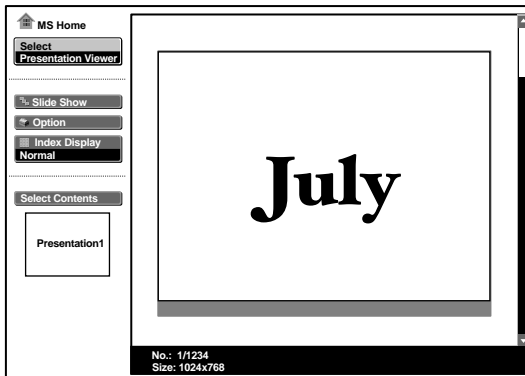 MS Home
Select
Presentation Viewer
Slide Show
Option
Index Display
Normal
Select Contents
Presentation1
July
No.: 1/1234
Size: 1024x768